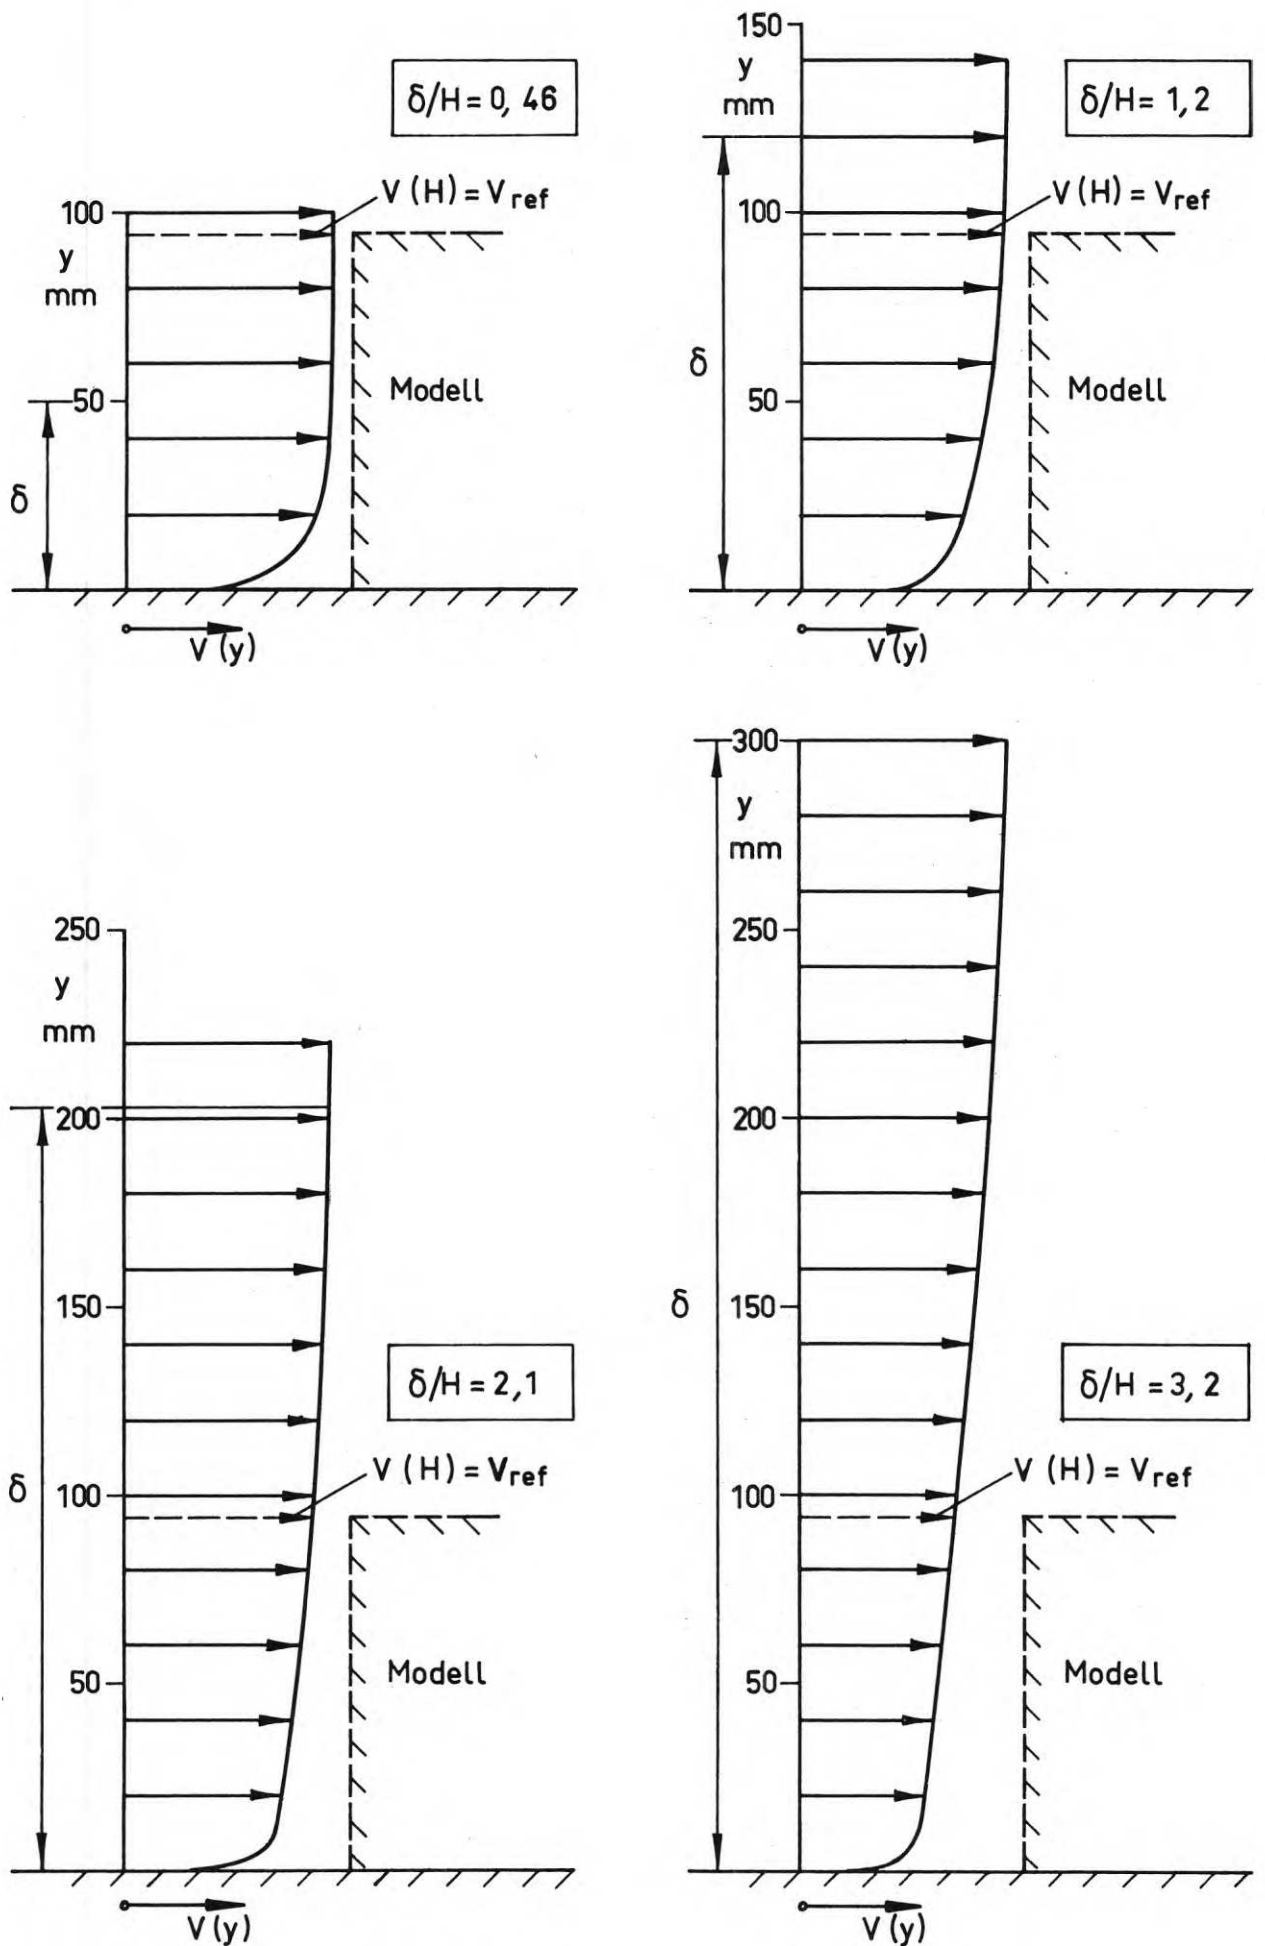 δ/H = 0, 46
V (H) = Vref
100
y
mm
50
δ
Modell
V (y)
150
y
mm
δ/H = 1, 2
V (H) = Vref
100
δ
50
Modell
V (y)
250
y
mm
200
150
δ/H = 2,1
V (H) = Vref
100
δ
50
Modell
V (y)
300
y
mm
250
200
δ
150
δ/H = 3, 2
V (H) = Vref
100
50
Modell
V (y)